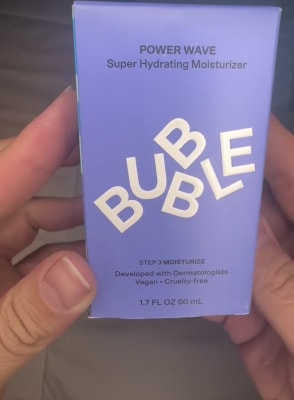 POWER WAVE
Super Hydrating Moisturizer
BUBBLE
STEP 3 MOISTURIZE
Developed with Dermatologists
Vegan • Cruelty-free
1.7 FL OZ 50 mL